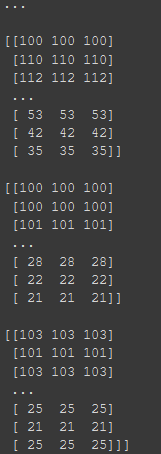 ...
[[100 100 100]
[110 110 110]
[112 112 112]
...
[ 53  53  53]
[ 42  42  42]
[ 35  35  35]]
[[100 100 100]
[100 100 100]
[101 101 101]
...
[ 28  28  28]
[ 22  22  22]
[ 21  21  21]]
[[103 103 103]
[101 101 101]
[103 103 103]
...
[ 25  25  25]
[ 21  21  21]
[ 25  25  25]]]